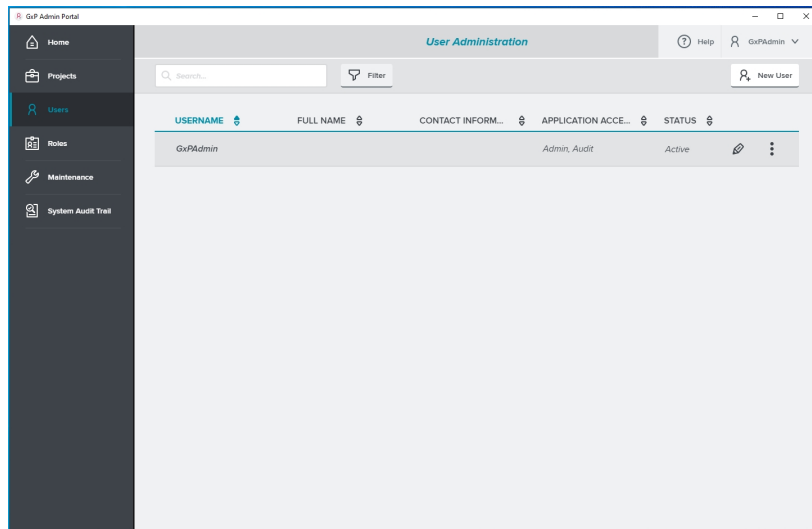 GxP Admin Portal
Home
User Administration
Help
GxPAdmin
Projects
Search...
Filter
New User
Users
USERNAME FULL NAME CONTACT INFORM... APPLICATION ACCE... STATUS
Roles
GxPAdmin Admin, Audit Active
Maintenance
System Audit Trail